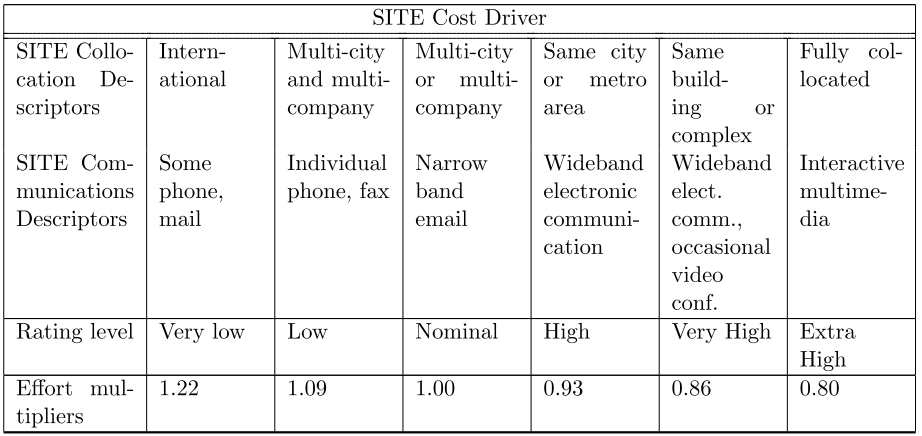 SITE Cost Driver
SITE Collo-
cation De-
scriptors
Intern-
ational
Multi-city
and multi-
company
Multi-city
or multi-
company
Same city
or metro
area
Same
build-
ing or
complex
Fully col-
located
SITE Com-
munications
Descriptors
Some
phone,
mail
Individual
phone, fax
Narrow
band
email
Wideband
electronic
communi-
cation
Wideband
elect.
comm.,
occasional
video
conf.
Interactive
multime-
dia
Rating level
Very low
Low
Nominal
High
Very High
Extra
High
Effort mul-
tipliers
1.22
1.09
1.00
0.93
0.86
0.80